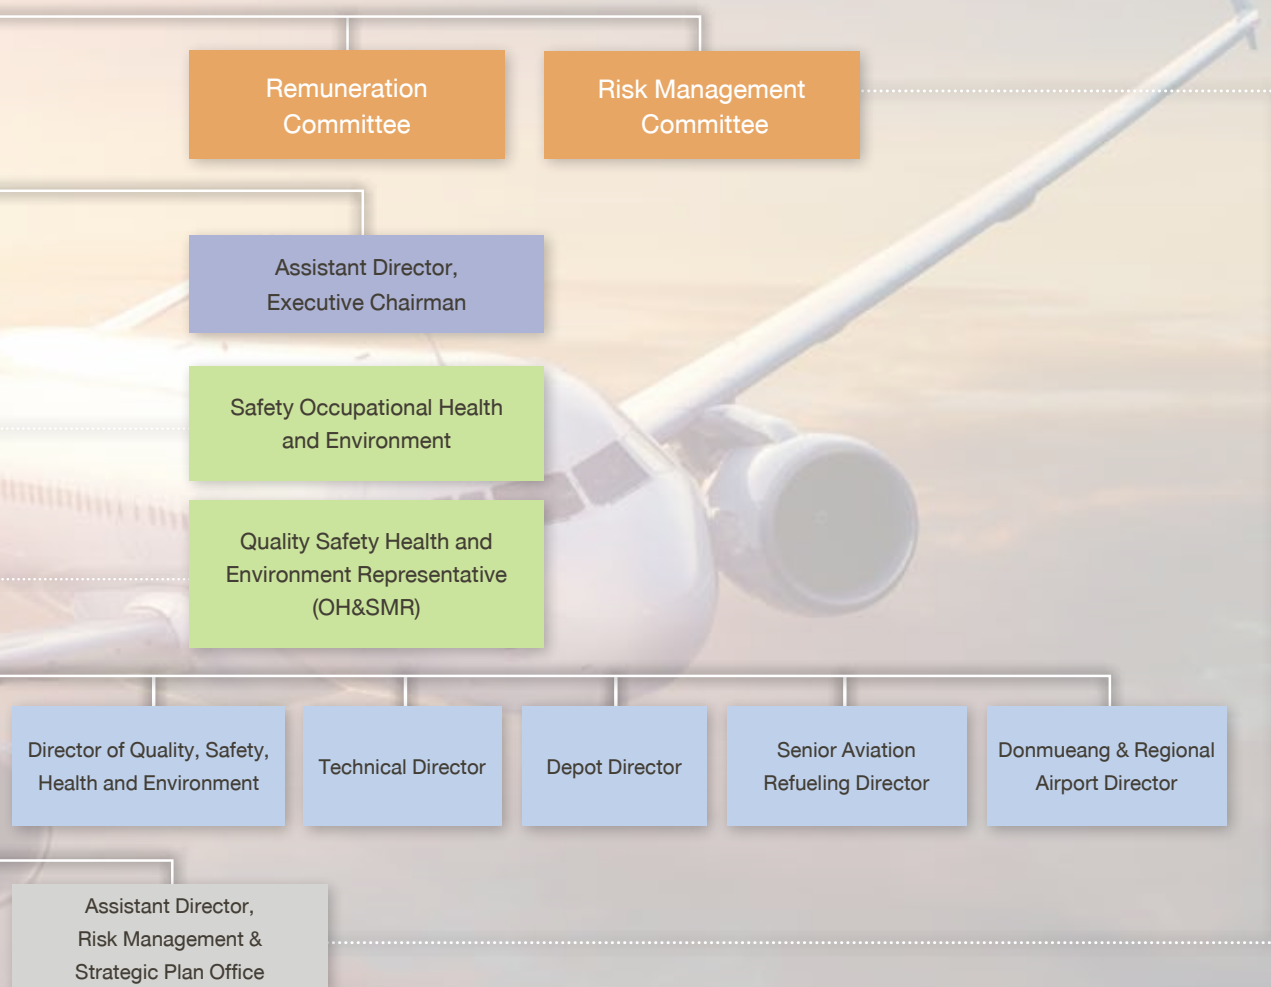 Remuneration
Committee
Risk Management
Committee
Assistant Director,
Executive Chairman
Safety Occupational Health
and Environment
Quality Safety Health and
Environment Representative
(OH&SMR)
Director of Quality, Safety,
Health and Environment
Technical Director
Depot Director
Senior Aviation
Refueling Director
Donmueang & Regional
Airport Director
Assistant Director,
Risk Management &
Strategic Plan Office